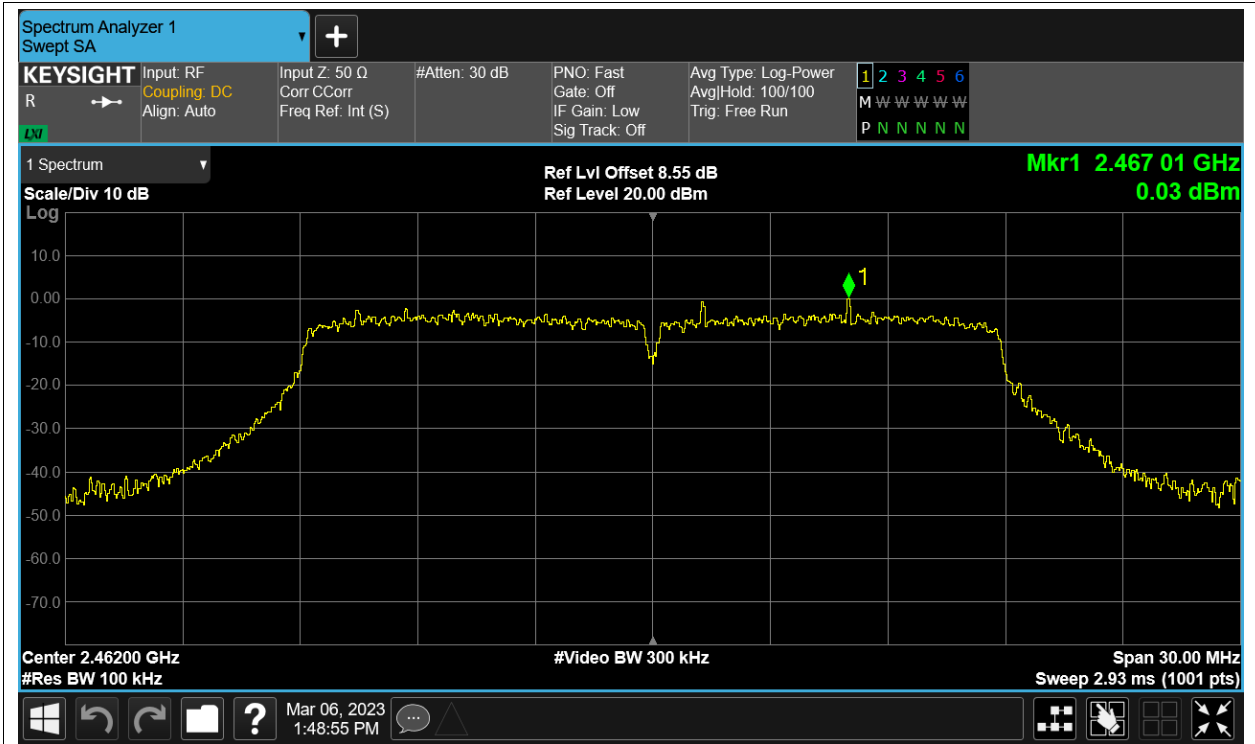 Spectrum Analyzer 1
Swept SA
KEYSIGHT
R
LXI
Input: RF
Coupling: DC
Align: Auto
Input Z: 50 Ω
Corr CCorr
Freq Ref: Int (S)
#Atten: 30 dB
PNO: Fast
Gate: Off
IF Gain: Low
Sig Track: Off
Avg Type: Log-Power
Avg|Hold: 100/100
Trig: Free Run
1 2 3 4 5 6
M W W W W W
P N N N N N
1 Spectrum
Scale/Div 10 dB
Ref Lvl Offset 8.55 dB
Ref Level 20.00 dBm
Mkr1 2.467 01 GHz
0.03 dBm
Log
10.0
0.00
-10.0
-20.0
-30.0
-40.0
-50.0
-60.0
-70.0
1
Center 2.46200 GHz
#Res BW 100 kHz
#Video BW 300 kHz
Span 30.00 MHz
Sweep 2.93 ms (1001 pts)
?
Mar 06, 2023
1:48:55 PM